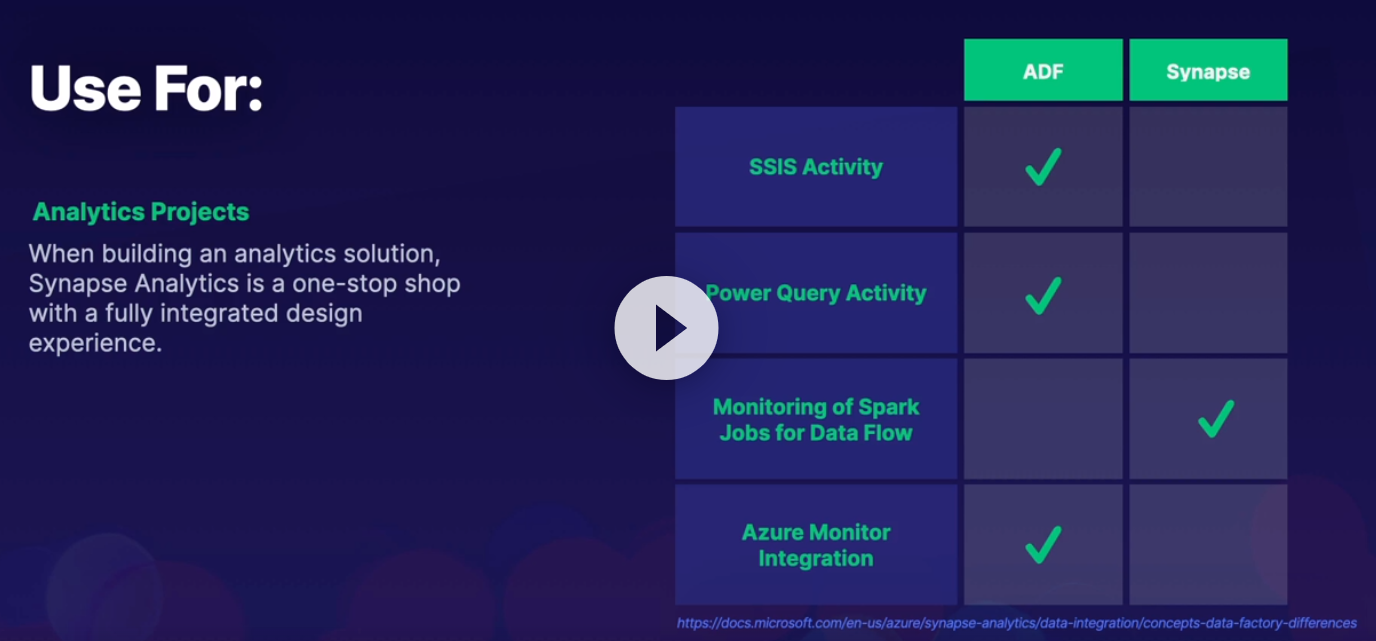 Use For:
Analytics Projects
When building an analytics solution,
Synapse Analytics is a one-stop shop
with a fully integrated design
experience.
ADF
Synapse
SSIS Activity
Power Query Activity
Monitoring of Spark
Jobs for Data Flow
Azure Monitor
Integration
https://docs.microsoft.com/en-us/azure/synapse-analytics/data-integration/concepts-data-factory-differences